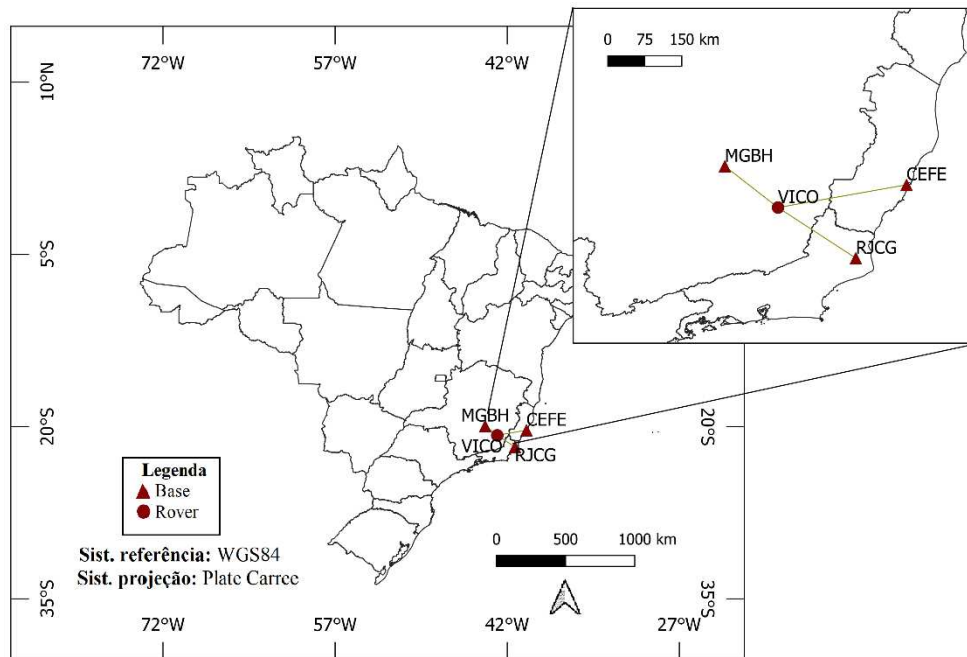 72°W 57°W 42°W
10°N
5°S
20°S
35°S
0 75 150 km
MGBH
VICO
CEFE
RJCG
MGBH
CEFE
VICO
RJCG
5°S
20°S
35°S
Legenda
Base
Rover
Sist. referência: WGS84
Sist. projeção: Plate Carree
0 500 1000 km
72°W 57°W 42°W 27°W